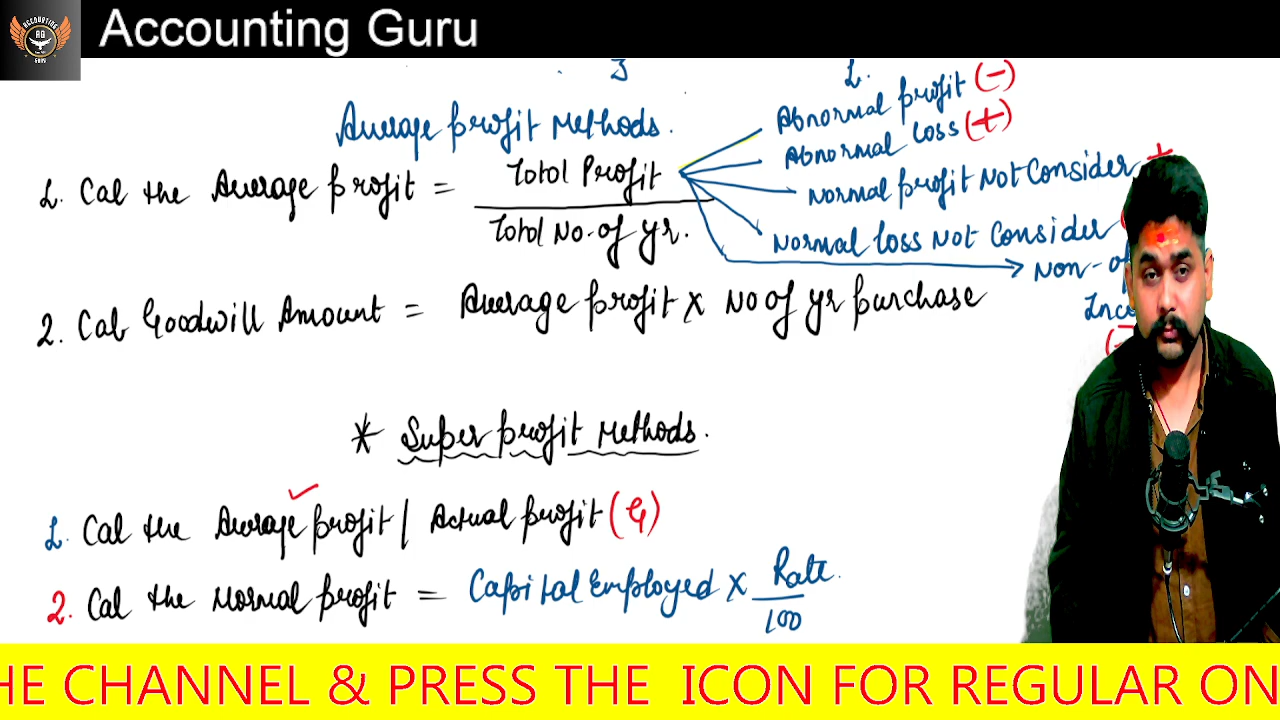 ACCOUNTING
AG
GURU
Accounting Guru
Average profit Methods.
Abnormal profit (-)
Abnormal loss (+)
1. Cal the Average profit = Total Profit
Total No. of yr.
Normal profit Not Consider
Normal loss Not Consider
Non-
2. Cal Goodwill Amount = Average profit x No of yr purchase
* Super profit Methods.
1. Cal the Average profit / Actual profit (G)
2. Cal the Normal profit = Capital Employed x Rate.
100
HE CHANNEL & PRESS THE ICON FOR REGULAR ON